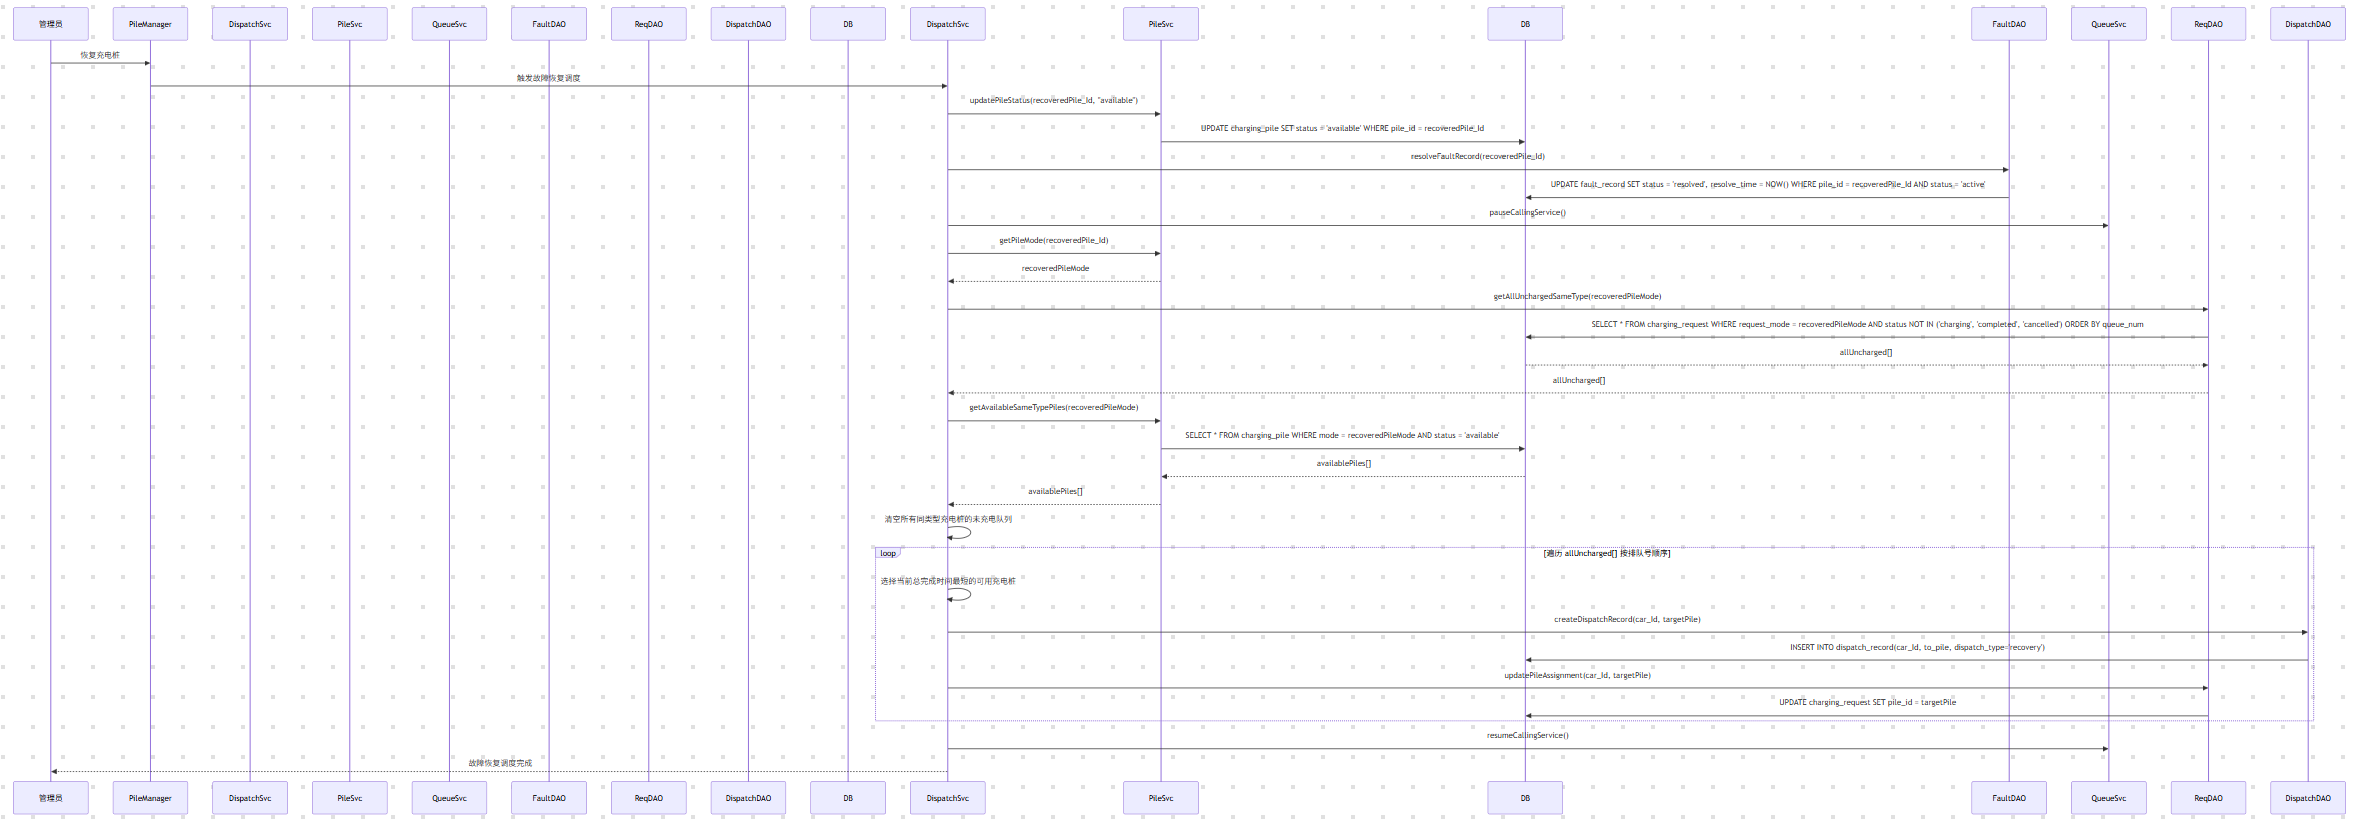 管理员
PileManager
DispatchSvc
PileSvc
QueueSvc
FaultDAO
ReqDAO
DispatchDAO
DB
DispatchSvc
PileSvc
DB
FaultDAO
QueueSvc
ReqDAO
DispatchDAO
恢复充电桩
触发故障恢复调度
updatePileStatus(recoveredPile_Id, "available")
UPDATE charging_pile SET status = 'available' WHERE pile_id = recoveredPile_Id
resolveFaultRecord(recoveredPile_Id)
UPDATE fault_record SET status = 'resolved', resolve_time = NOW() WHERE pile_id = recoveredPile_Id AND status = 'active'
pauseCallingService()
getPileMode(recoveredPile_Id)
recoveredPileMode
getAllUnchargedSameType(recoveredPileMode)
SELECT * FROM charging_request WHERE request_mode = recoveredPileMode AND status NOT IN ('charging', 'completed', 'cancelled') ORDER BY queue_num
allUncharged[]
allUncharged[]
getAvailableSameTypePiles(recoveredPileMode)
SELECT * FROM charging_pile WHERE mode = recoveredPileMode AND status = 'available'
availablePiles[]
availablePiles[]
清空所有同类型充电桩的未充电队列
loop
[遍历 allUncharged[] 按排队号顺序]
选择当前总完成时间最短的可用充电桩
createDispatchRecord(car_Id, targetPile)
INSERT INTO dispatch_record(car_Id, to_pile, dispatch_type='recovery')
updatePileAssignment(car_Id, targetPile)
UPDATE charging_request SET pile_id = targetPile
resumeCallingService()
故障恢复调度完成
管理员
PileManager
DispatchSvc
PileSvc
QueueSvc
FaultDAO
ReqDAO
DispatchDAO
DB
DispatchSvc
PileSvc
DB
FaultDAO
QueueSvc
ReqDAO
DispatchDAO